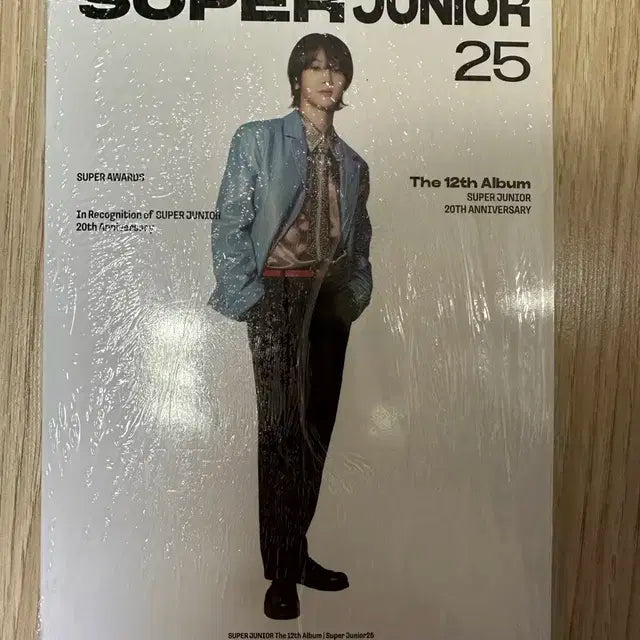 SUPER JUNIOR
25
SUPER AWARDS
In Recognition of SUPER JUNIOR
20th Anniversary
The 12th Album
SUPER JUNIOR
20TH ANNIVERSARY
SUPER JUNIOR The 12th Album | Super Junior25